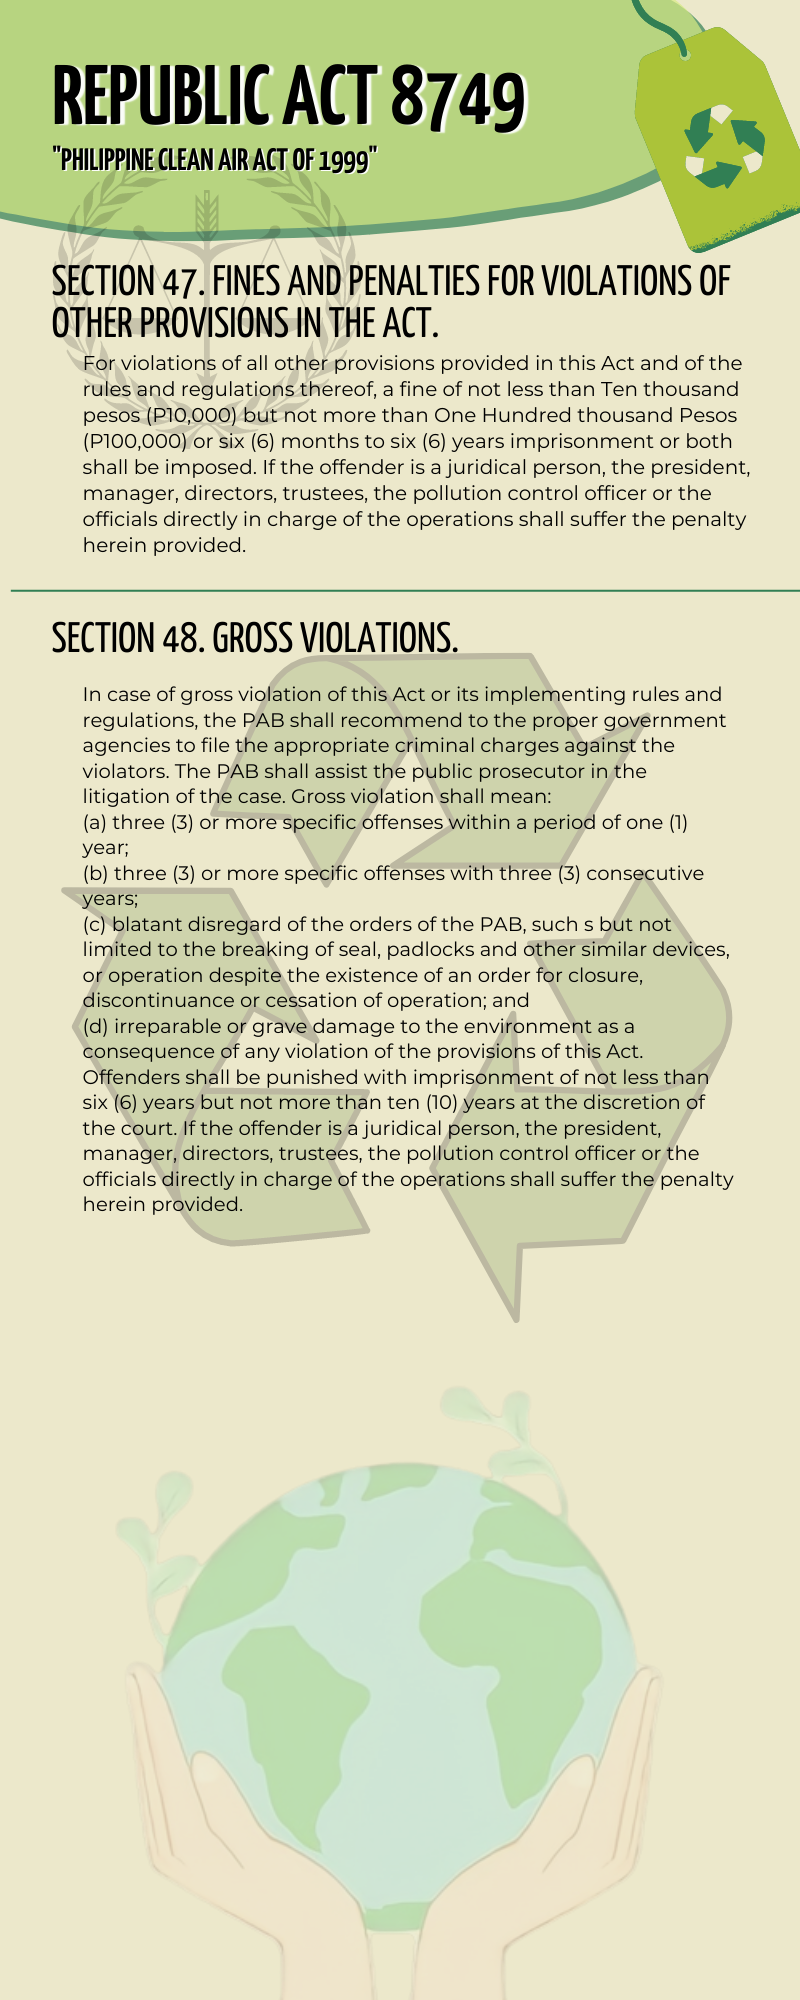 REPUBLIC ACT 8749
"PHILIPPINE CLEAN AIR ACT OF 1999"
SECTION 47. FINES AND PENALTIES FOR VIOLATIONS OF
OTHER PROVISIONS IN THE ACT.
For violations of all other provisions provided in this Act and of the
rules and regulations thereof, a fine of not less than Ten thousand
pesos (P10,000) but not more than One Hundred thousand Pesos
(P100,000) or six (6) months to six (6) years imprisonment or both
shall be imposed. If the offender is a juridical person, the president,
manager, directors, trustees, the pollution control officer or the
officials directly in charge of the operations shall suffer the penalty
herein provided.
SECTION 48. GROSS VIOLATIONS.
In case of gross violation of this Act or its implementing rules and
regulations, the PAB shall recommend to the proper government
agencies to file the appropriate criminal charges against the
violators. The PAB shall assist the public prosecutor in the
litigation of the case. Gross violation shall mean:
(a) three (3) or more specific offenses within a period of one (1)
year;
(b) three (3) or more specific offenses with three (3) consecutive
years;
(c) blatant disregard of the orders of the PAB, such s but not
limited to the breaking of seal, padlocks and other similar devices,
or operation despite the existence of an order for closure,
discontinuance or cessation of operation; and
(d) irreparable or grave damage to the environment as a
consequence of any violation of the provisions of this Act.
Offenders shall be punished with imprisonment of not less than
six (6) years but not more than ten (10) years at the discretion of
the court. If the offender is a juridical person, the president,
manager, directors, trustees, the pollution control officer or the
officials directly in charge of the operations shall suffer the penalty
herein provided.